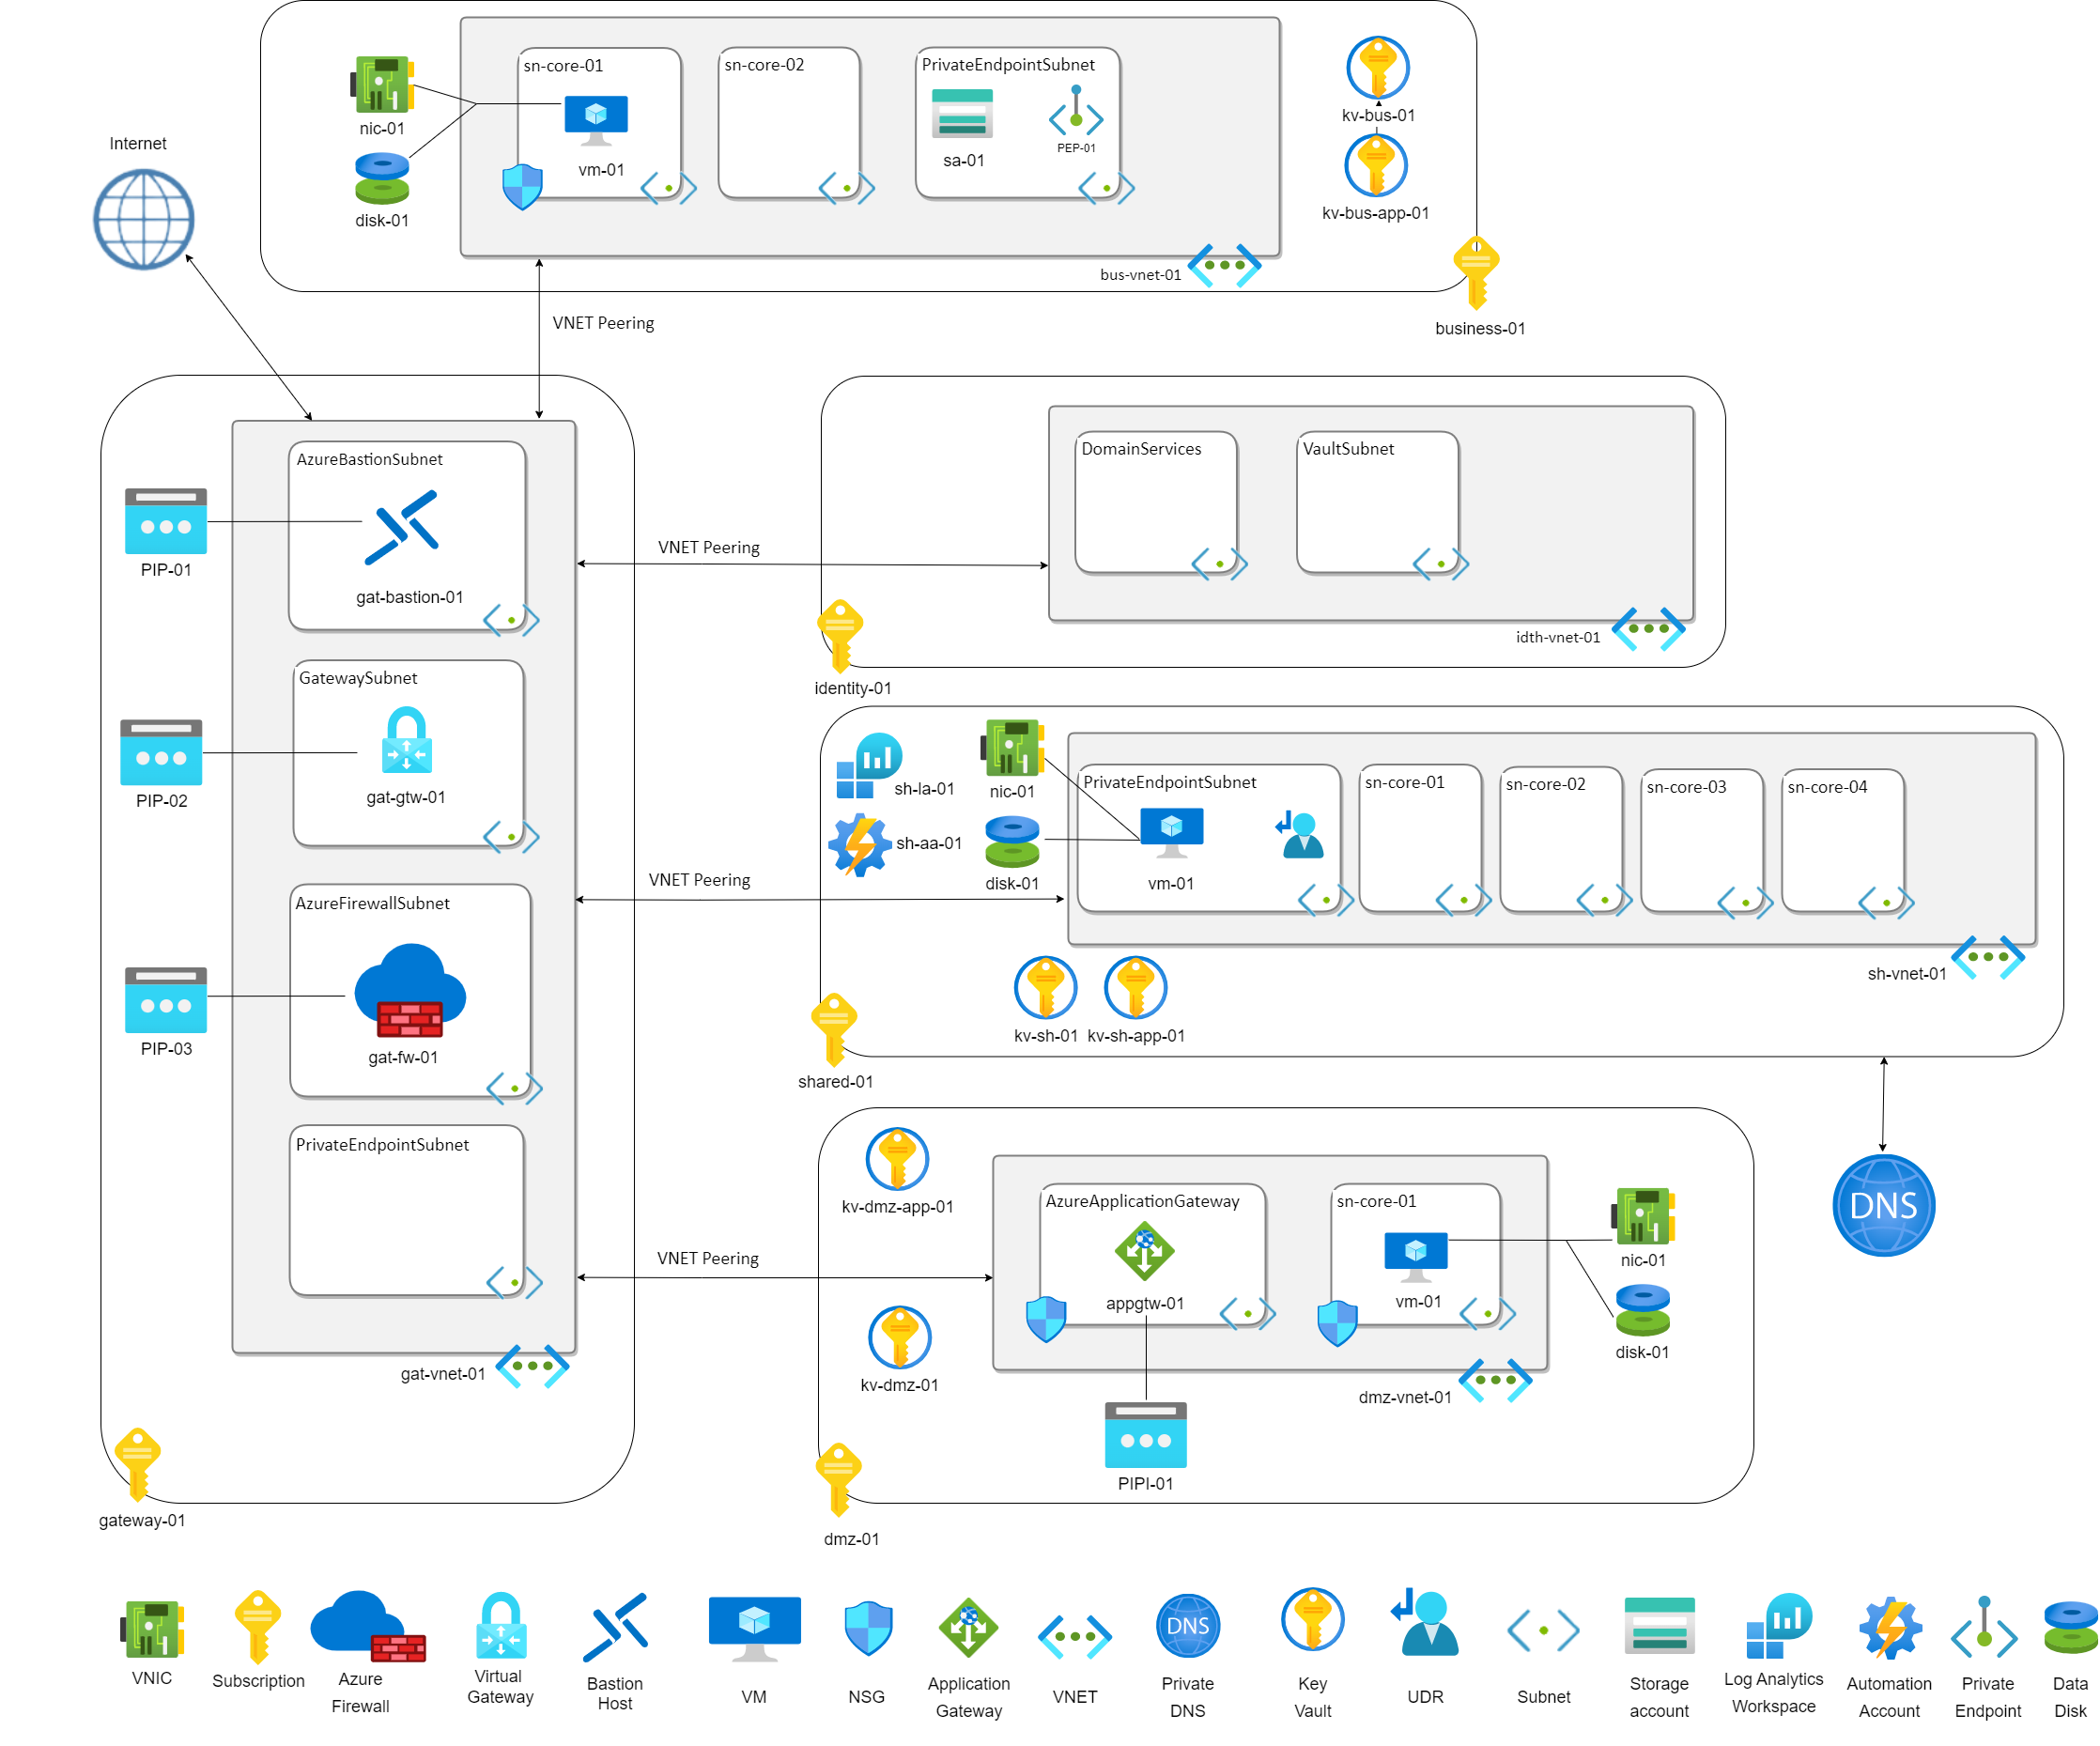 sn-core-01
sn-core-02
PrivateEndpointSubnet
nic-01
vm-01
sa-01
PEP-01
disk-01
kv-bus-01
kv-bus-app-01
bus-vnet-01
business-01
Internet
VNET Peering
AzureBastionSubnet
PIP-01
gat-bastion-01
GatewaySubnet
PIP-02
gat-gtw-01
AzureFirewallSubnet
PIP-03
gat-fw-01
PrivateEndpointSubnet
gat-vnet-01
gateway-01
VNET Peering
DomainServices
VaultSubnet
idth-vnet-01
identity-01
VNET Peering
sh-la-01
sh-aa-01
nic-01
disk-01
PrivateEndpointSubnet
vm-01
sn-core-01
sn-core-02
sn-core-03
sn-core-04
sh-vnet-01
kv-sh-01
kv-sh-app-01
shared-01
DNS
VNET Peering
kv-dmz-app-01
kv-dmz-01
AzureApplicationGateway
appgtw-01
sn-core-01
vm-01
nic-01
disk-01
dmz-vnet-01
PIPI-01
dmz-01
VNIC
Subscription
Azure
Firewall
Virtual
Gateway
Bastion
Host
VM
NSG
Application
Gateway
VNET
DNS
Private
DNS
Key
Vault
UDR
Subnet
Storage
account
Log Analytics
Workspace
Automation
Account
Private
Endpoint
Data
Disk